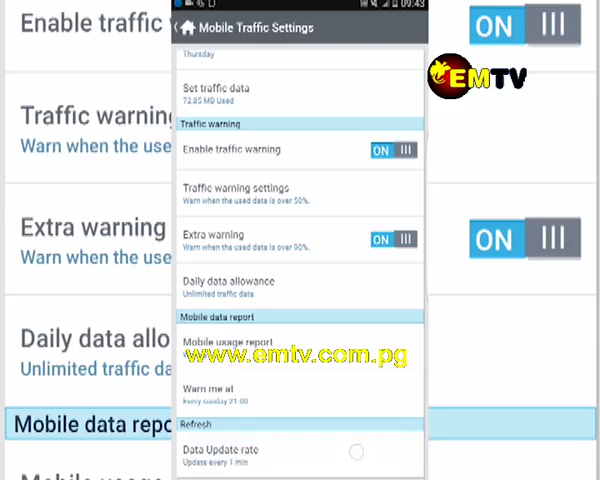 09:43
Mobile Traffic Settings
Thursday
Set traffic data
72,85 MB Used
Traffic warning
Enable traffic warning
ON
Traffic warning settings
Warn when the used data is over 50%.
Extra warning
Warn when the used data is over 90%.
ON
Daily data allowance
Unlimited traffic data
Mobile data report
Mobile usage report
www.emtv.com.pg
Warn me at
Every sunday 21:00
Refresh
Data Update rate
Update every 1 min
EMTV
Enable traffic
ON
Traffic warning
Warn when the used
Extra warning
Warn when the used
ON
Daily data allo
Unlimited traffic da
Mobile data repo
Mobile usage